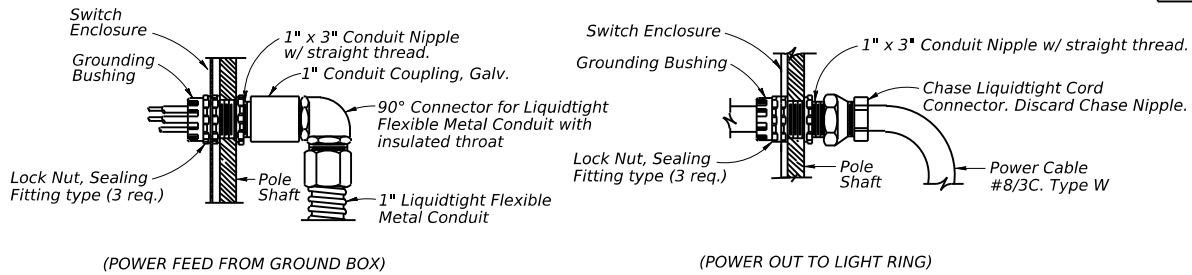 Switch
Enclosure
Grounding
Bushing
1" x 3" Conduit Nipple
w/ straight thread.
1" Conduit Coupling, Galv.
90° Connector for Liquidtight
Flexible Metal Conduit with
insulated throat
Lock Nut, Sealing
Fitting type (3 req.)
Pole
Shaft
1" Liquidtight Flexible
Metal Conduit
(POWER FEED FROM GROUND BOX)
Switch Enclosure
Grounding Bushing
1" x 3" Conduit Nipple w/ straight thread.
Chase Liquidtight Cord
Connector. Discard Chase Nipple.
Lock Nut, Sealing
Fitting type (3 req.)
Pole
Shaft
Power Cable
#8/3C. Type W
(POWER OUT TO LIGHT RING)